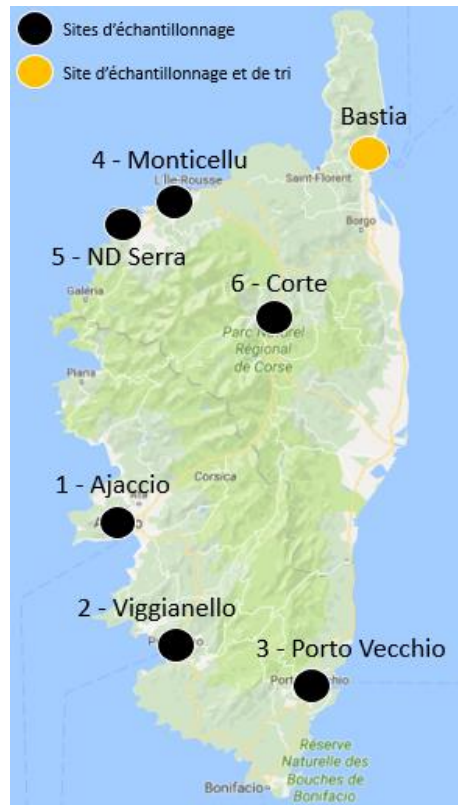 Sites d'échantillonnage
Site d'échantillonnage et de tri
Bastia
4 - Monticellu
L'Île-Rousse
Saint-Florent
5 - ND Serra
Borgo
Galéria
6 - Corte
Parc Naturel
Régional
de Corse
Piana
Corsica
1 - Ajaccio
2 - Viggianello
3 - Porto Vecchio
Réserve
Naturelle des
Bouches de
Bonifacio
Bonifacio